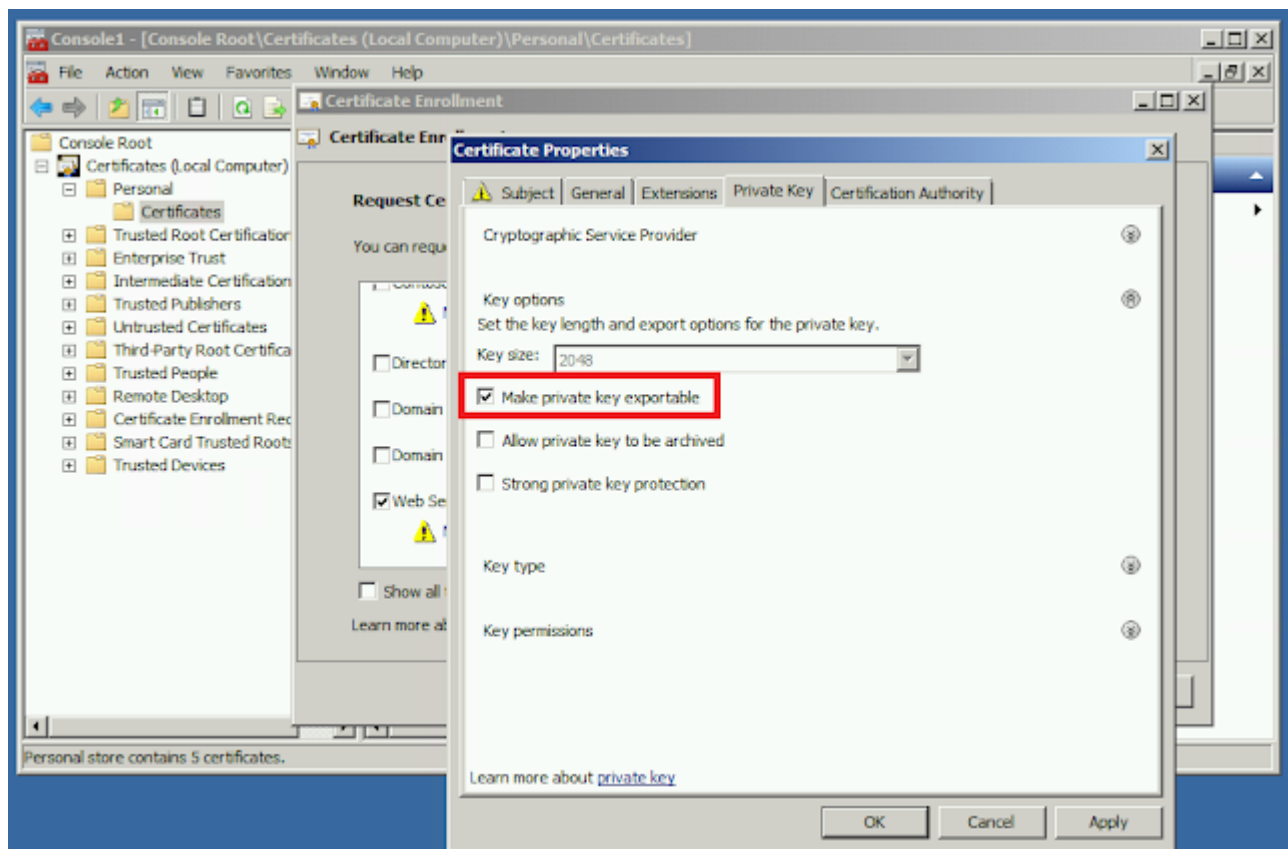 Console1 - [Console Root\Certificates (Local Computer)\Personal\Certificates]
File Action View Favorites Window Help
Console Root
Certificates (Local Computer)
Personal
Certificates
Trusted Root Certification
Enterprise Trust
Intermediate Certification
Trusted Publishers
Untrusted Certificates
Third-Party Root Certifica
Trusted People
Remote Desktop
Certificate Enrollment Req
Smart Card Trusted Roots
Trusted Devices
Personal store contains 5 certificates.
Certificate Enrollment
Certificate Enr
Request Ce
You can requ
Director
Domain
Domain
Web Se
Show all
Learn more ab
Certificate Properties
Subject General Extensions Private Key Certification Authority
Cryptographic Service Provider
Key options
Set the key length and export options for the private key.
Key size: 2048
Make private key exportable
Allow private key to be archived
Strong private key protection
Key type
Key permissions
Learn more about private key
OK Cancel Apply